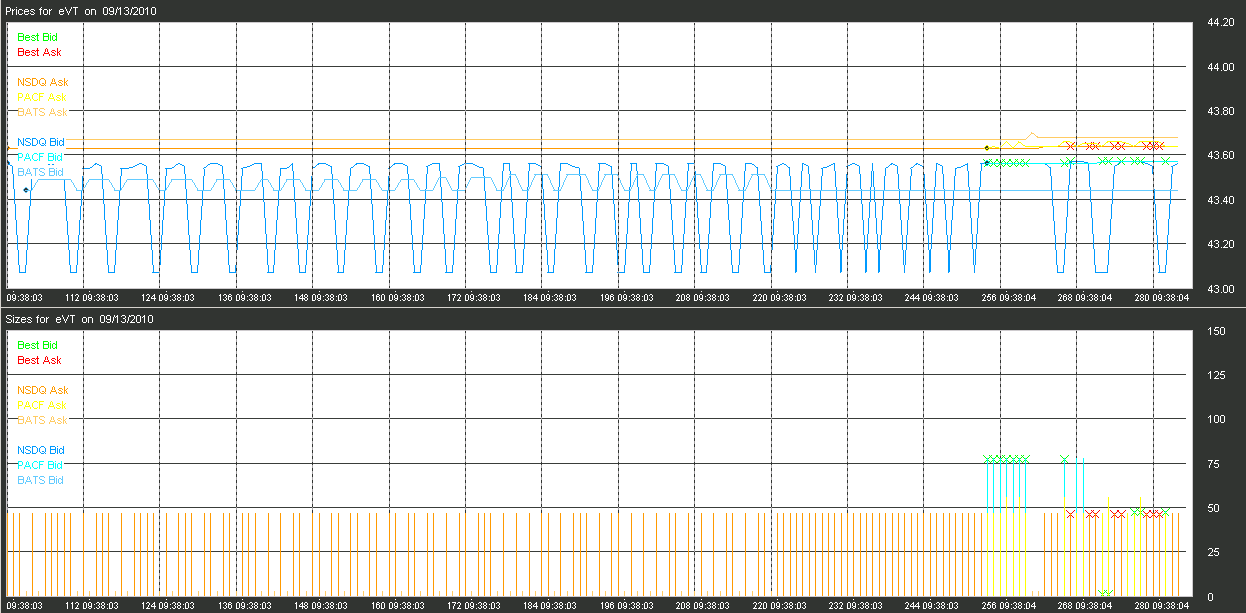 Prices for eVT on 09/13/2010
44.20
Best Bid
Best Ask
44.00
NSDQ Ask
PACF Ask
BATS Ask
43.80
NSDQ Bid
PACF Bid
BATS Bid
43.60
43.40
43.20
43.00
09:38:03 112 09:38:03 124 09:38:03 136 09:38:03 148 09:38:03 160 09:38:03 172 09:38:03 184 09:38:03 196 09:38:03 208 09:38:03 220 09:38:03 232 09:38:03 244 09:38:03 256 09:38:04 268 09:38:04 280 09:38:04
Sizes for eVT on 09/13/2010
150
Best Bid
Best Ask
125
NSDQ Ask
PACF Ask
BATS Ask
100
NSDQ Bid
PACF Bid
BATS Bid
75
50
25
0
09:38:03 112 09:38:03 124 09:38:03 136 09:38:03 148 09:38:03 160 09:38:03 172 09:38:03 184 09:38:03 196 09:38:03 208 09:38:03 220 09:38:03 232 09:38:03 244 09:38:03 256 09:38:04 268 09:38:04 280 09:38:04